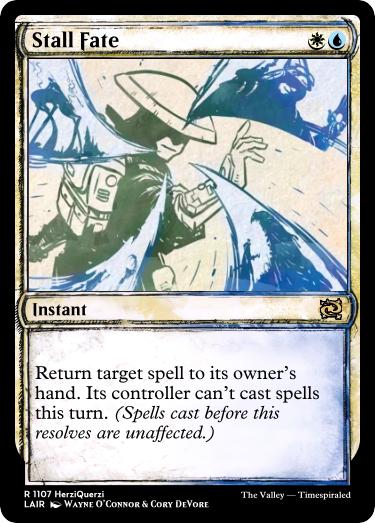 Stall Fate
Instant
Return target spell to its owner's
hand. Its controller can't cast spells
this turn. (Spells cast before this
resolves are unaffected.)
R 1107 HerziQuerzi
LAIR Wayne O'Connor & Cory DeVore
The Valley — Timespiraled